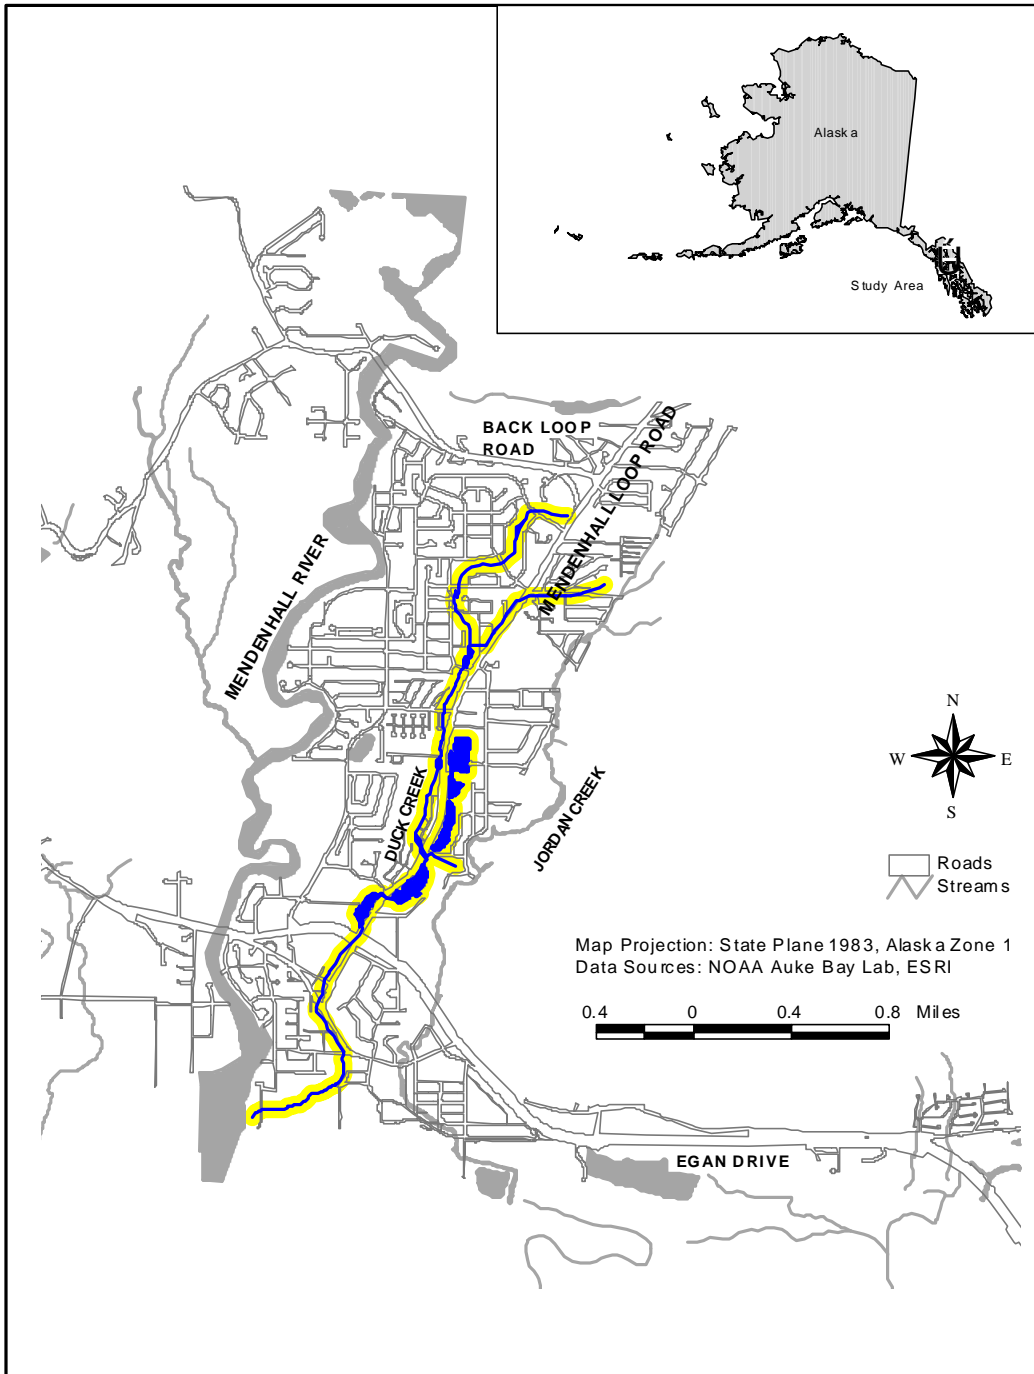 Alaska
Study Area
BACK LOOP
ROAD
MENDENHALL LOOP ROAD
MENDENHALL RIVER
DUCK CREEK
JORDAN CREEK
N
W
E
S
Roads
Streams
Map Projection: State Plane 1983, Alaska Zone 1
Data Sources: NOAA Auke Bay Lab, ESRI
0.4 0 0.4 0.8 Miles
EGAN DRIVE